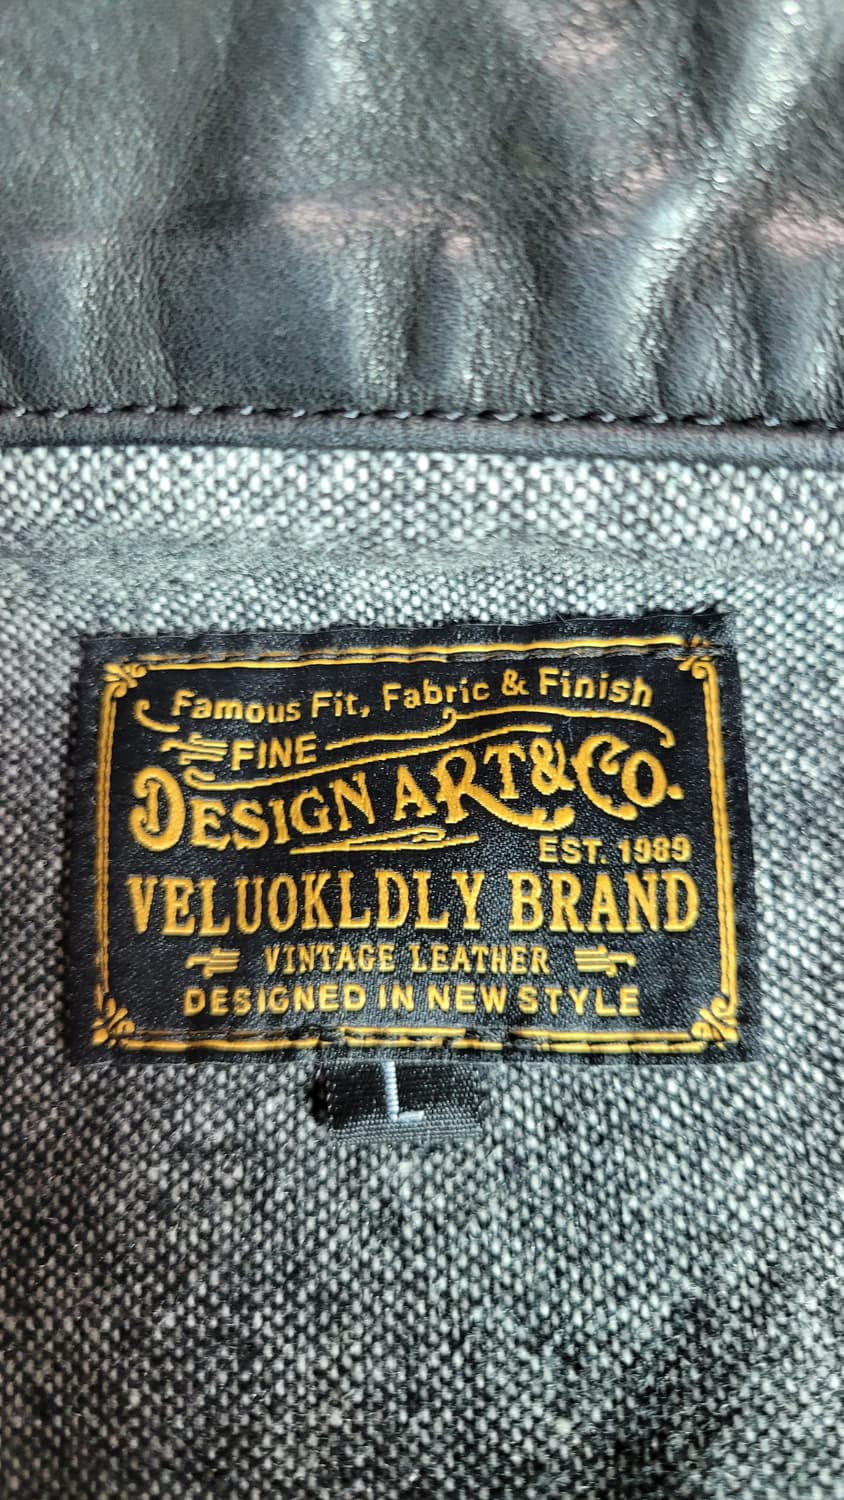 Famous Fit, Fabric & Finish
FINE
DESIGN ART & CO.
EST. 1989
VELUOKLDLY BRAND
VINTAGE LEATHER
DESIGNED IN NEW STYLE
L